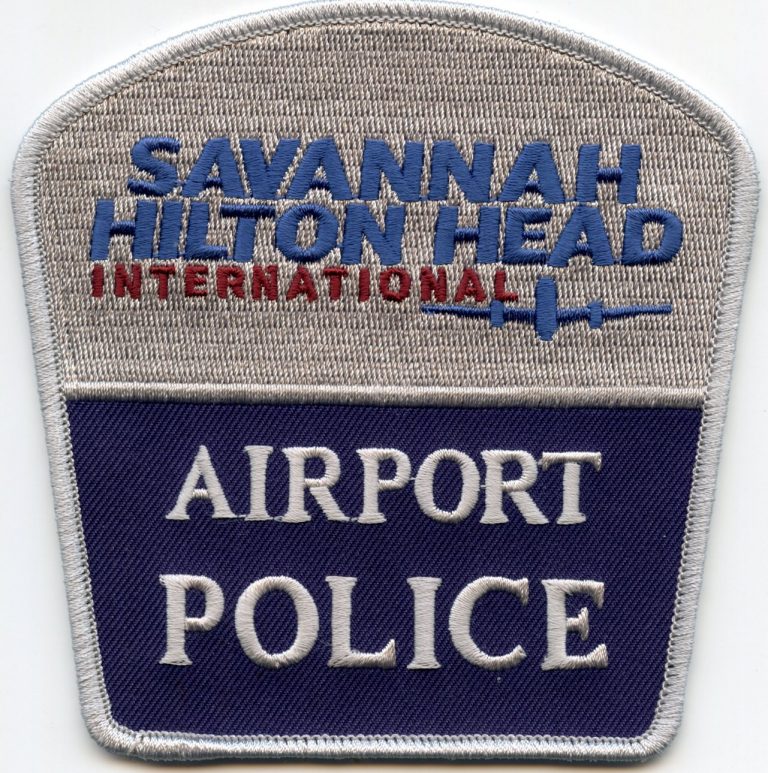 SAVANNAH
HILTON HEAD
INTERNATIONAL
AIRPORT
POLICE